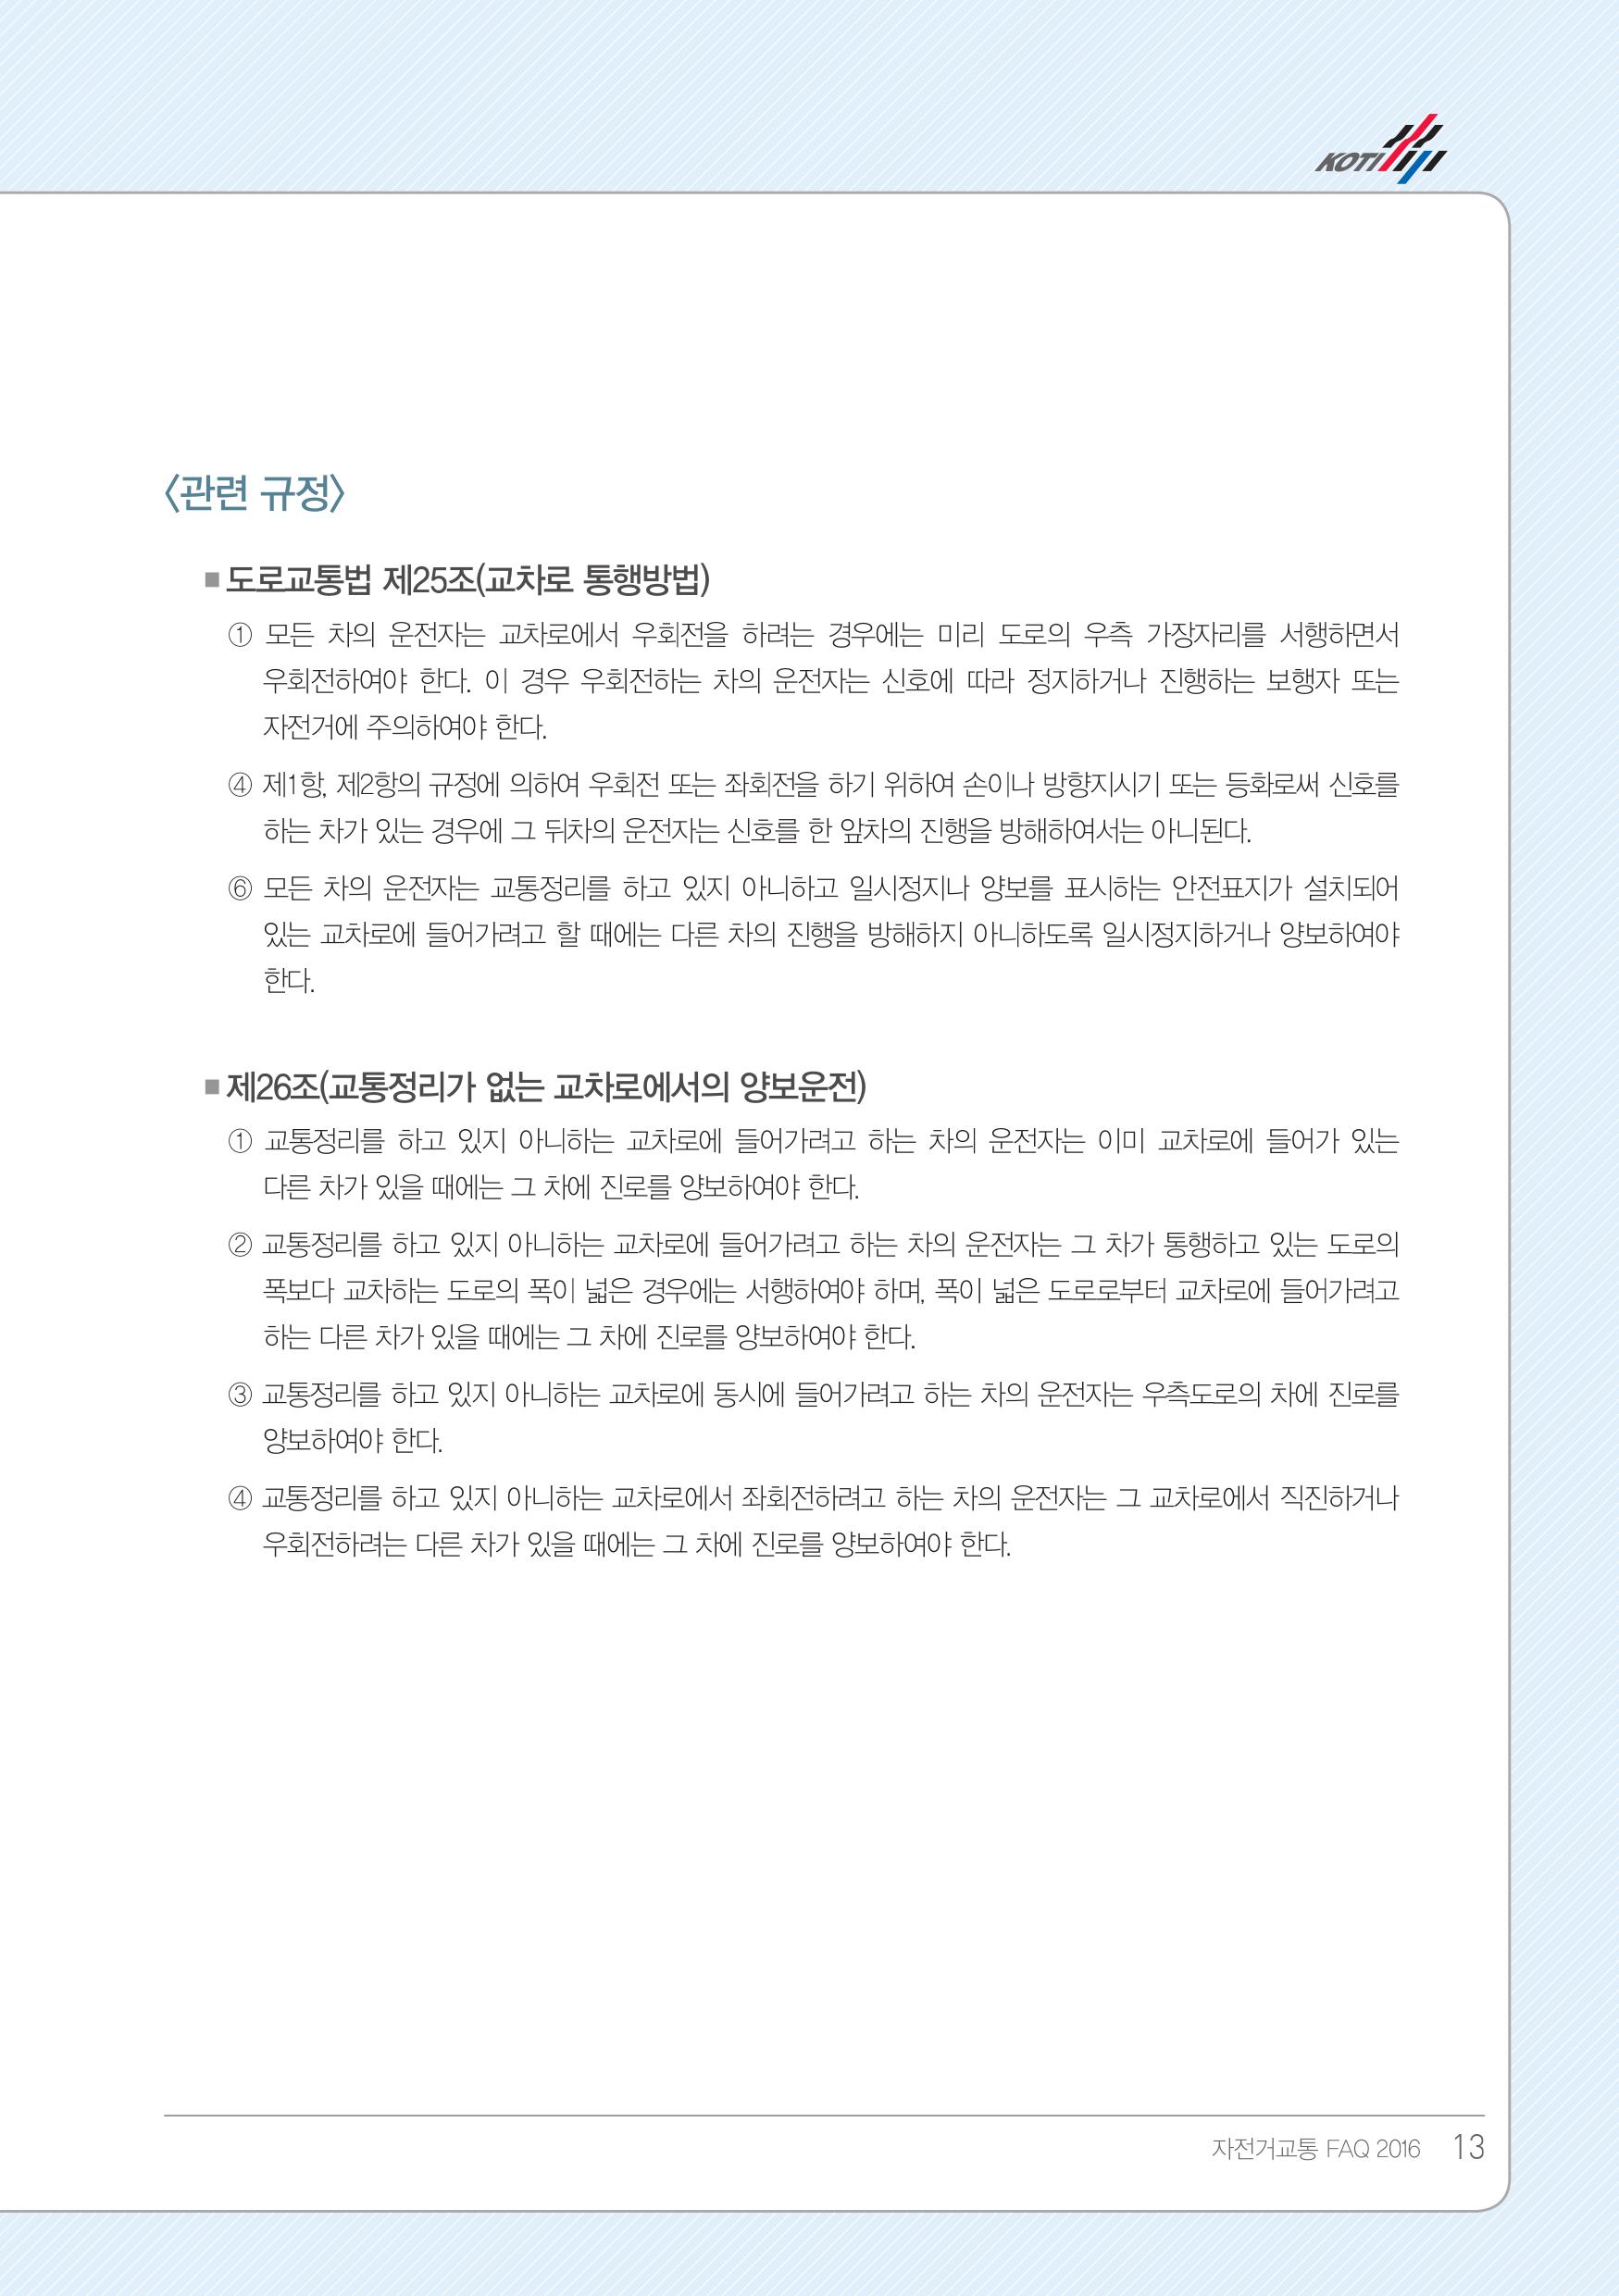 KOTI
〈관련 규정〉
■ 도로교통법 제25조(교차로 통행방법)
① 모든 차의 운전자는 교차로에서 우회전을 하려는 경우에는 미리 도로의 우측 가장자리를 서행하면서
우회전하여야 한다. 이 경우 우회전하는 차의 운전자는 신호에 따라 정지하거나 진행하는 보행자 또는
자전거에 주의하여야 한다.
④ 제1항, 제2항의 규정에 의하여 우회전 또는 좌회전을 하기 위하여 손이나 방향지시기 또는 등화로써 신호를
하는 차가 있는 경우에 그 뒤차의 운전자는 신호를 한 앞차의 진행을 방해하여서는 아니된다.
⑥ 모든 차의 운전자는 교통정리를 하고 있지 아니하고 일시정지나 양보를 표시하는 안전표지가 설치되어
있는 교차로에 들어가려고 할 때에는 다른 차의 진행을 방해하지 아니하도록 일시정지하거나 양보하여야
한다.
■ 제26조(교통정리가 없는 교차로에서의 양보운전)
① 교통정리를 하고 있지 아니하는 교차로에 들어가려고 하는 차의 운전자는 이미 교차로에 들어가 있는
다른 차가 있을 때에는 그 차에 진로를 양보하여야 한다.
② 교통정리를 하고 있지 아니하는 교차로에 들어가려고 하는 차의 운전자는 그 차가 통행하고 있는 도로의
폭보다 교차하는 도로의 폭이 넓은 경우에는 서행하여야 하며, 폭이 넓은 도로로부터 교차로에 들어가려고
하는 다른 차가 있을 때에는 그 차에 진로를 양보하여야 한다.
③ 교통정리를 하고 있지 아니하는 교차로에 동시에 들어가려고 하는 차의 운전자는 우측도로의 차에 진로를
양보하여야 한다.
④ 교통정리를 하고 있지 아니하는 교차로에서 좌회전하려고 하는 차의 운전자는 그 교차로에서 직진하거나
우회전하려는 다른 차가 있을 때에는 그 차에 진로를 양보하여야 한다.
자전거교통 FAQ 2016 13